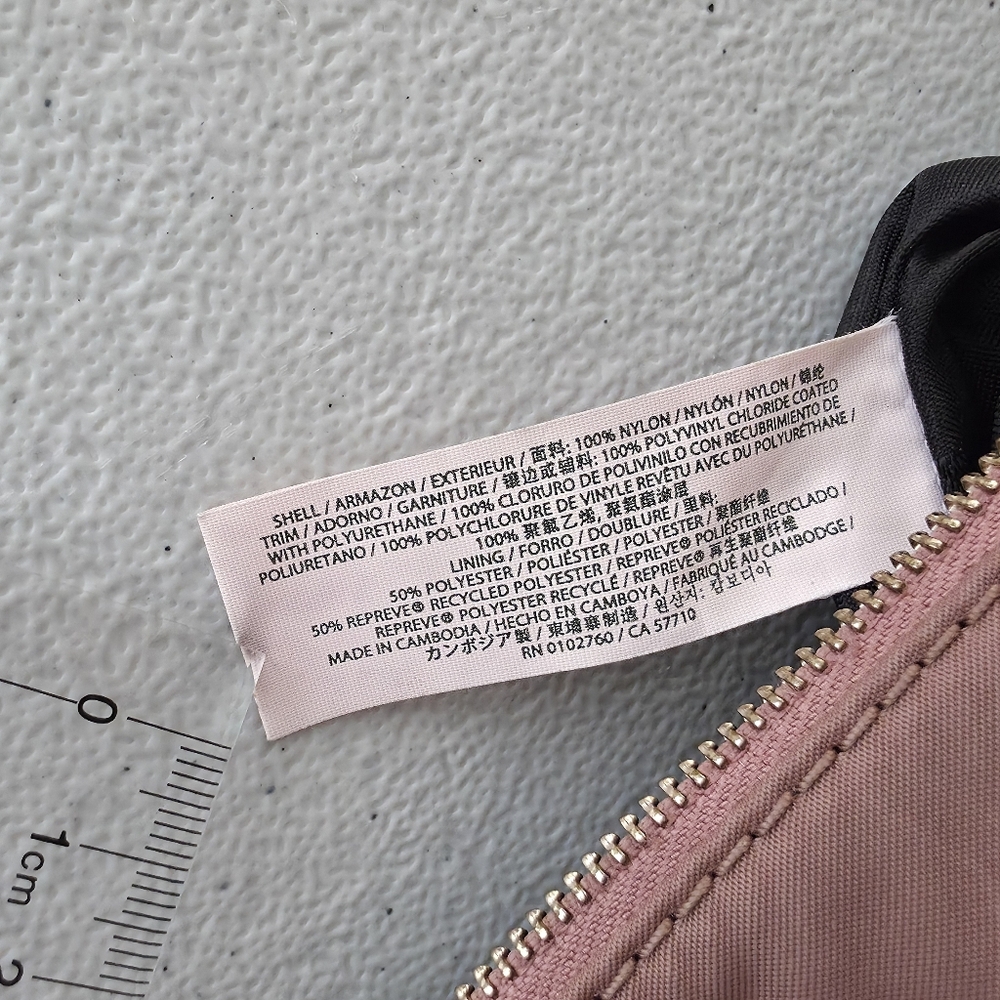 SHELL / ARMAZON / EXTERIEUR / 面料: 100% NYLON / NYLÓN / NYLON / 锦纶
TRIM / ADORNO / GARNITURE / 镶边或辅料: 100% POLYVINYL CHLORIDE COATED
WITH POLYURETHANE / 100% CLORURO DE POLIVINILO CON RECUBRIMIENTO DE
POLIURETANO / 100% POLYCHLORURE DE VINYLE REVÊTU AVEC DU POLYURÉTHANE /
100% 聚氯乙烯, 聚氨酯涂层
LINING / FORRO / DOUBLURE / 里料:
50% POLYESTER / POLIÉSTER / POLYESTER / 聚酯纤维
50% REPREVE® RECYCLED POLYESTER / REPREVE® POLIÉSTER RECICLADO /
REPREVE® POLYESTER RECYCLÉ / REPREVE® 再生聚酯纤维
MADE IN CAMBODIA / HECHO EN CAMBOYA / FABRIQUÉ AU CAMBODGE /
カンボジア製 / 東埔寨制造 / 원산지: 캄보디아
RN 0102760 / CA 57710
0
1cm
2